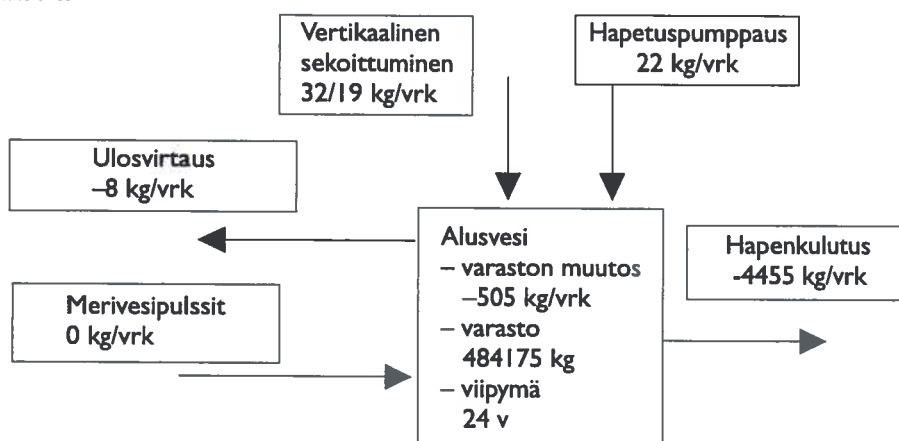 Vertikaalinen
sekoittuminen
32/19 kg/vrk
Hapetuspumppaus
22 kg/vrk
Ulosvirtaus
–8 kg/vrk
Merivesipulssit
0 kg/vrk
Alusvesi
– varaston muutos
–505 kg/vrk
– varasto
484175 kg
– viipymä
24 v
Hapenkulutus
-4455 kg/vrk